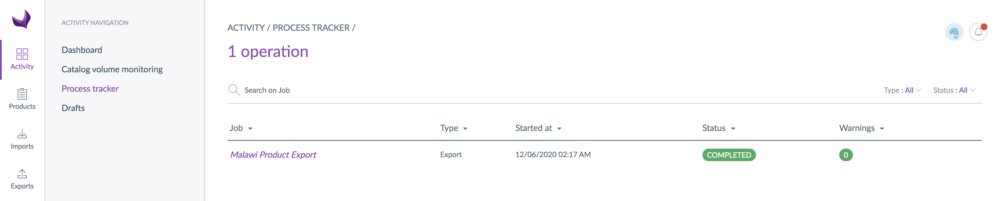 Activity
Products
Imports
Exports
ACTIVITY NAVIGATION
Dashboard
Catalog volume monitoring
Process tracker
Drafts
ACTIVITY / PROCESS TRACKER /
1 operation
Search on Job
Type : All
Status : All
Job Type Started at Status Warnings
Malawi Product Export Export 12/06/2020 02:17 AM COMPLETED 0